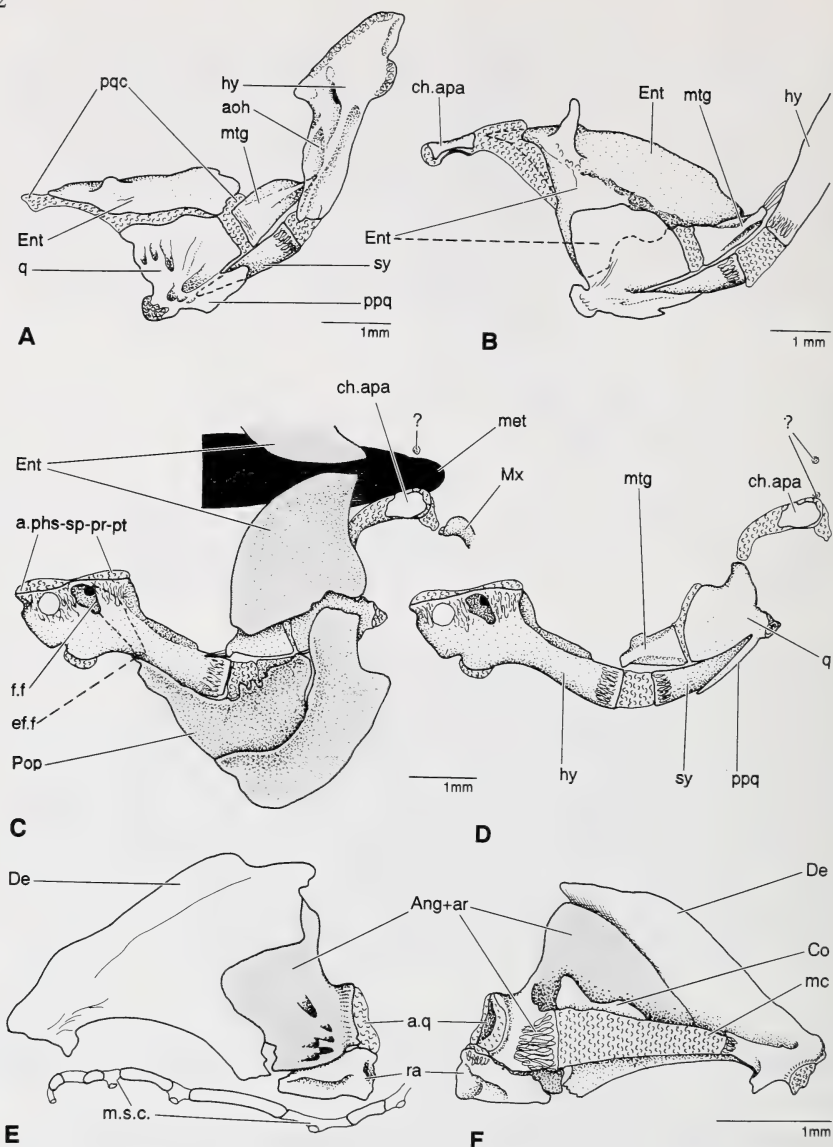 2
pqc
hy
aoh
mtg
Ent
q
sy
ppq
1mm
A
ch.apa
Ent
mtg
hy
Ent
1 mm
B
ch.apa
?
met
Ent
Mx
a.phs-sp-pr-pt
f.f
ef.f
Pop
1mm
C
?
mtg
ch.apa
q
hy
sy
ppq
D
De
Ang+ar
De
Co
mc
a.q
ra
m.s.c.
1mm
E
F